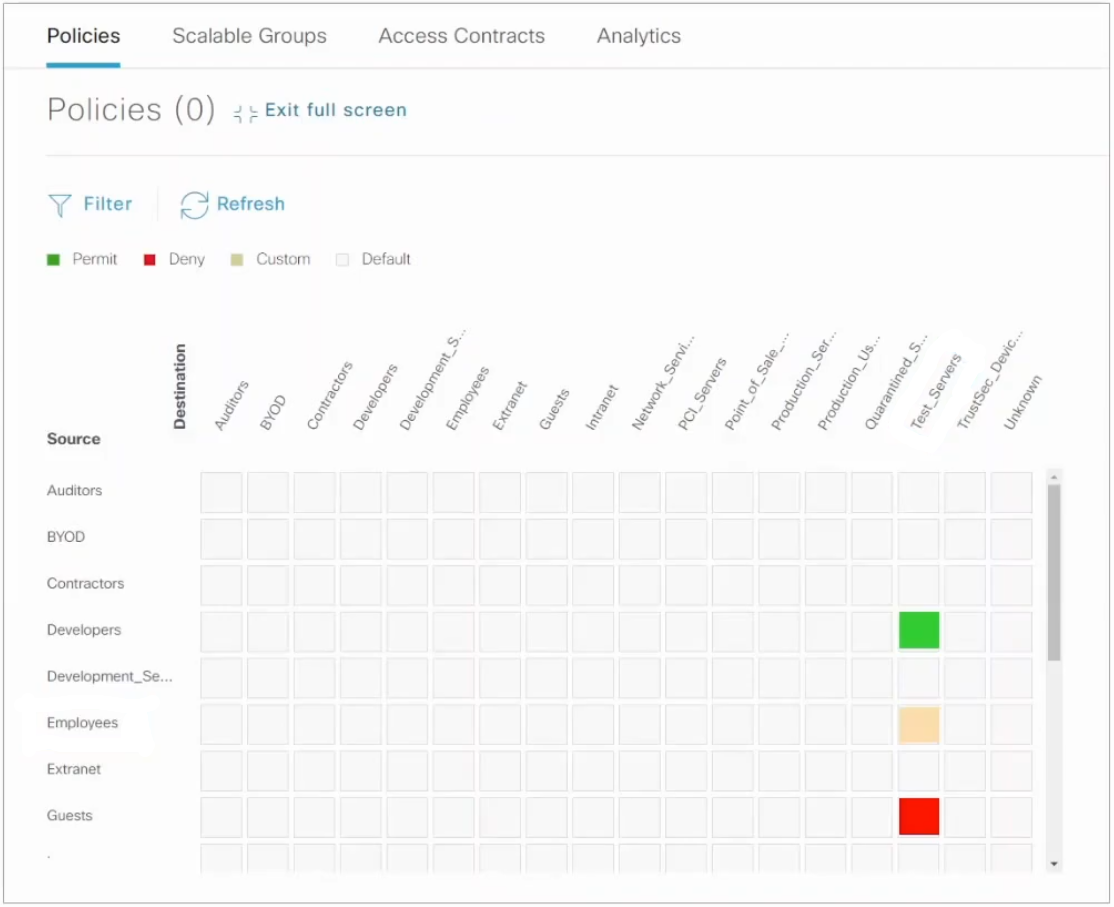 Policies Scalable Groups Access Contracts Analytics
Policies (0) Exit full screen
Filter Refresh
Permit Deny Custom Default
Destination
Auditors
BYOD
Contractors
Developers
Development_S...
Employees
Extranet
Guests
Intranet
Network_Servi...
PCI_Servers
Point_of_Sale_...
Production_Ser...
Production_Us...
Quarantined_S...
Test_Servers
TrustSec_Devic...
Unknown
Source
Auditors
BYOD
Contractors
Developers
Development_Se...
Employees
Extranet
Guests